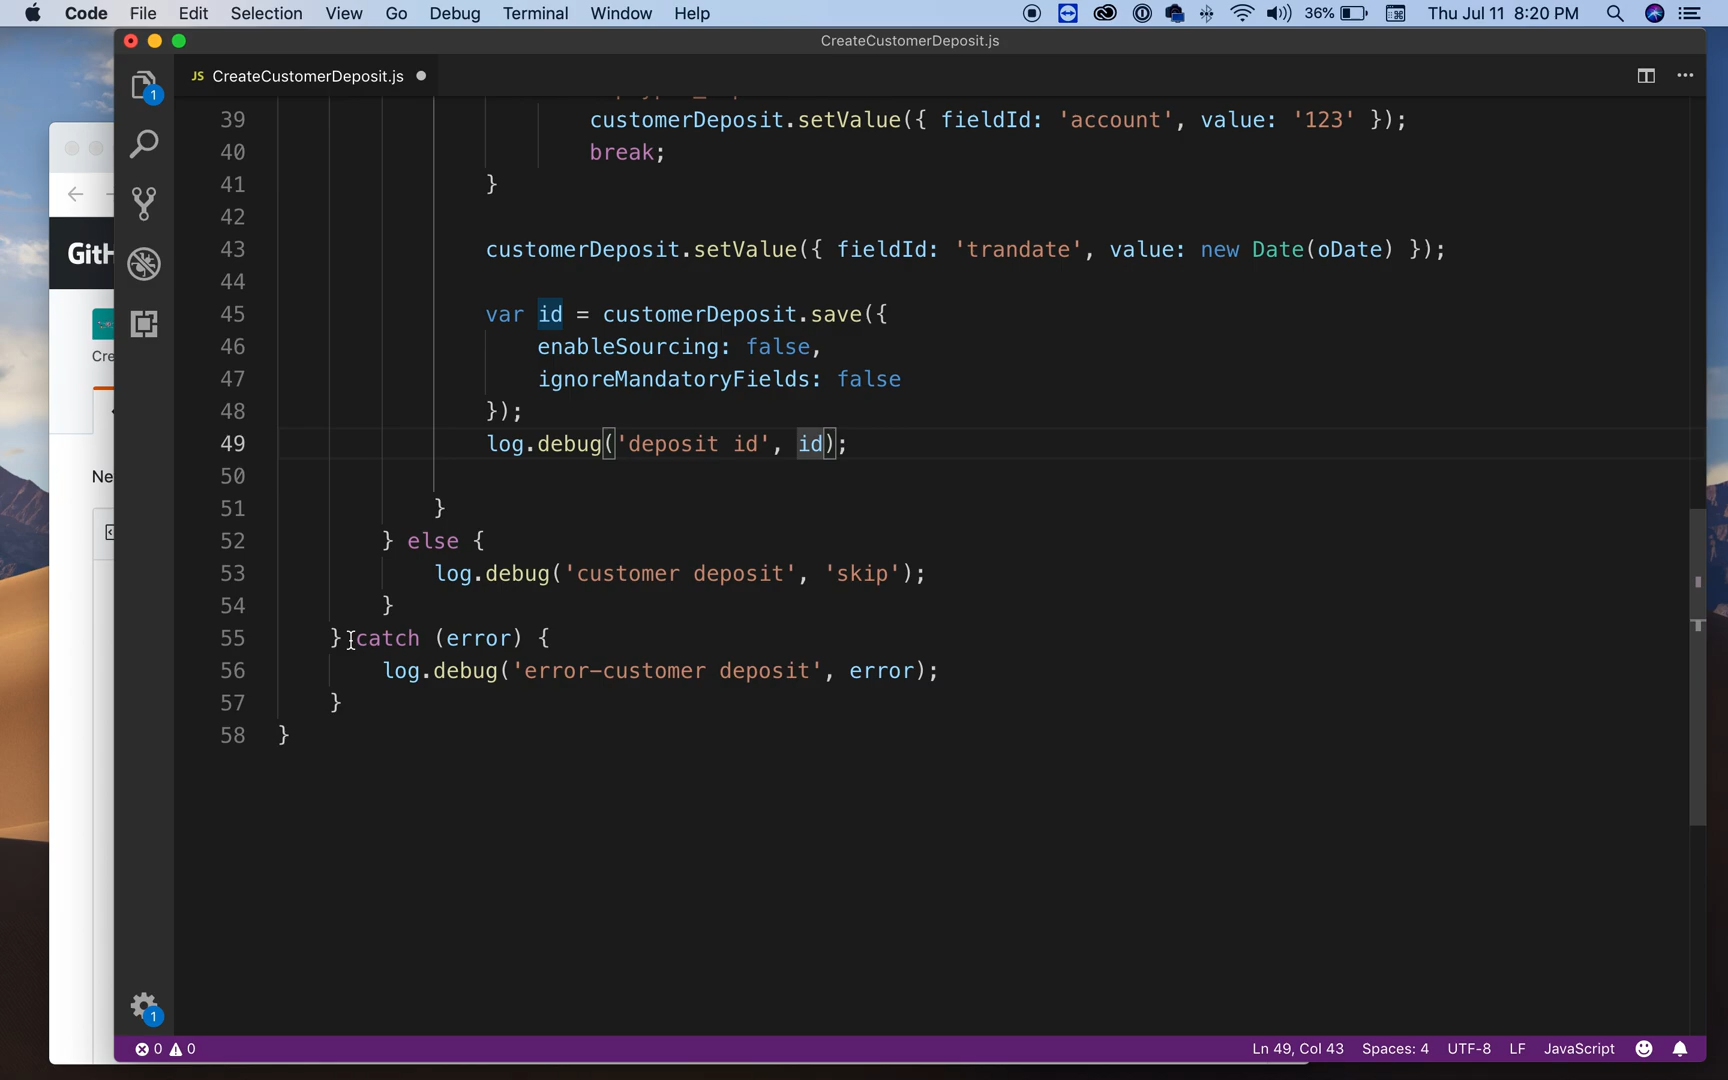 Code File Edit Selection View Go Debug Terminal Window Help 36% Thu Jul 11 8:20 PM
CreateCustomerDeposit.js
JS CreateCustomerDeposit.js
1
39 customerDeposit.setValue({ fieldId: 'account', value: '123' });
40 break;
41 }
42
43 customerDeposit.setValue({ fieldId: 'trandate', value: new Date(oDate) });
44
45 var id = customerDeposit.save({
46 enableSourcing: false,
47 ignoreMandatoryFields: false
48 });
49 log.debug('deposit id', id);
50
51 }
52 } else {
53 log.debug('customer deposit', 'skip');
54 }
55 } catch (error) {
56 log.debug('error-customer deposit', error);
57 }
58 }
GitH
Cre
Ne
1
0 0 Ln 49, Col 43 Spaces: 4 UTF-8 LF JavaScript